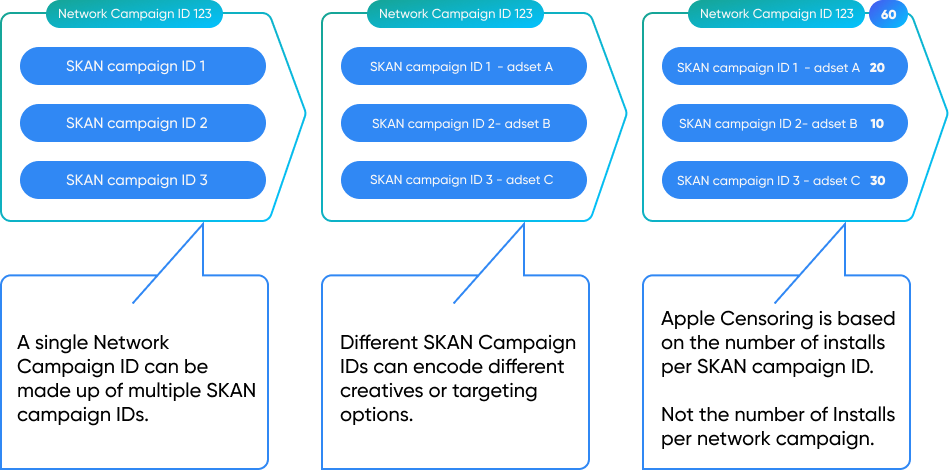 Network Campaign ID 123
SKAN campaign ID 1
SKAN campaign ID 2
SKAN campaign ID 3
A single Network
Campaign ID can be
made up of multiple SKAN
campaign IDs.
Network Campaign ID 123
SKAN campaign ID 1 - adset A
SKAN campaign ID 2- adset B
SKAN campaign ID 3 - adset C
Different SKAN Campaign
IDs can encode different
creatives or targeting
options.
Network Campaign ID 123 60
SKAN campaign ID 1 - adset A 20
SKAN campaign ID 2- adset B 10
SKAN campaign ID 3 - adset C 30
Apple Censoring is based
on the number of installs
per SKAN campaign ID.
Not the number of Installs
per network campaign.